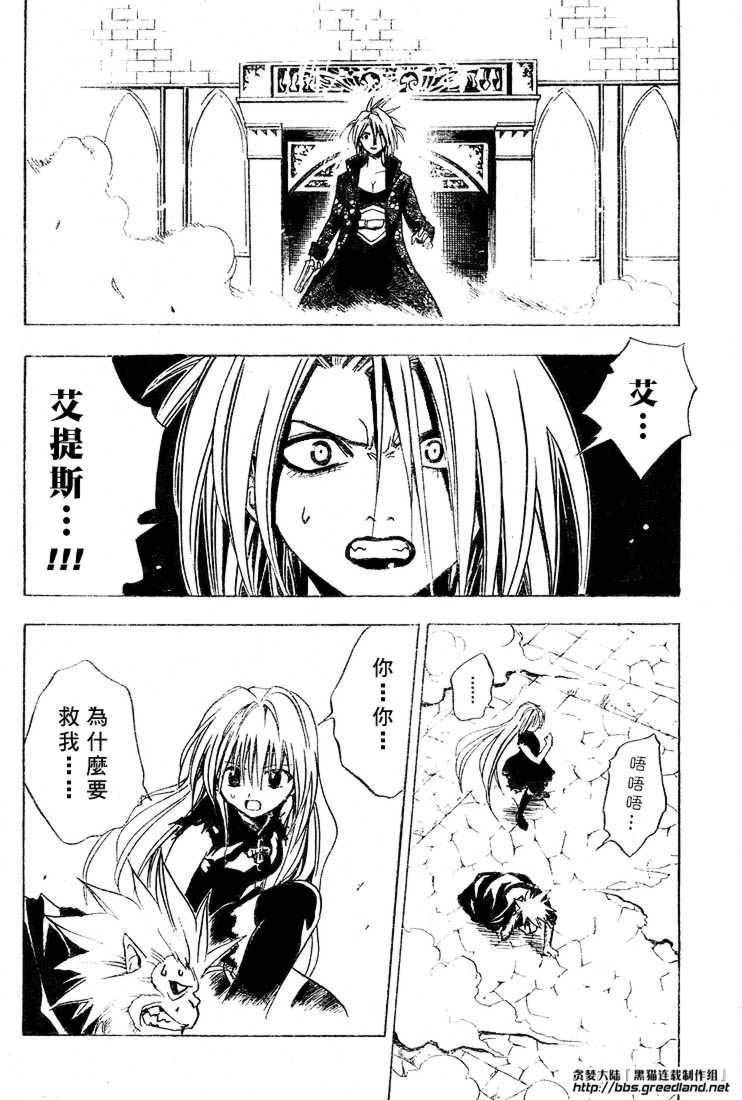 艾…
艾提斯…!!!
……
唔唔唔…
你……你……
為什麼要
救我……
贪婪大陆『黑猫连载制作组』
http://bbs.greedland.net